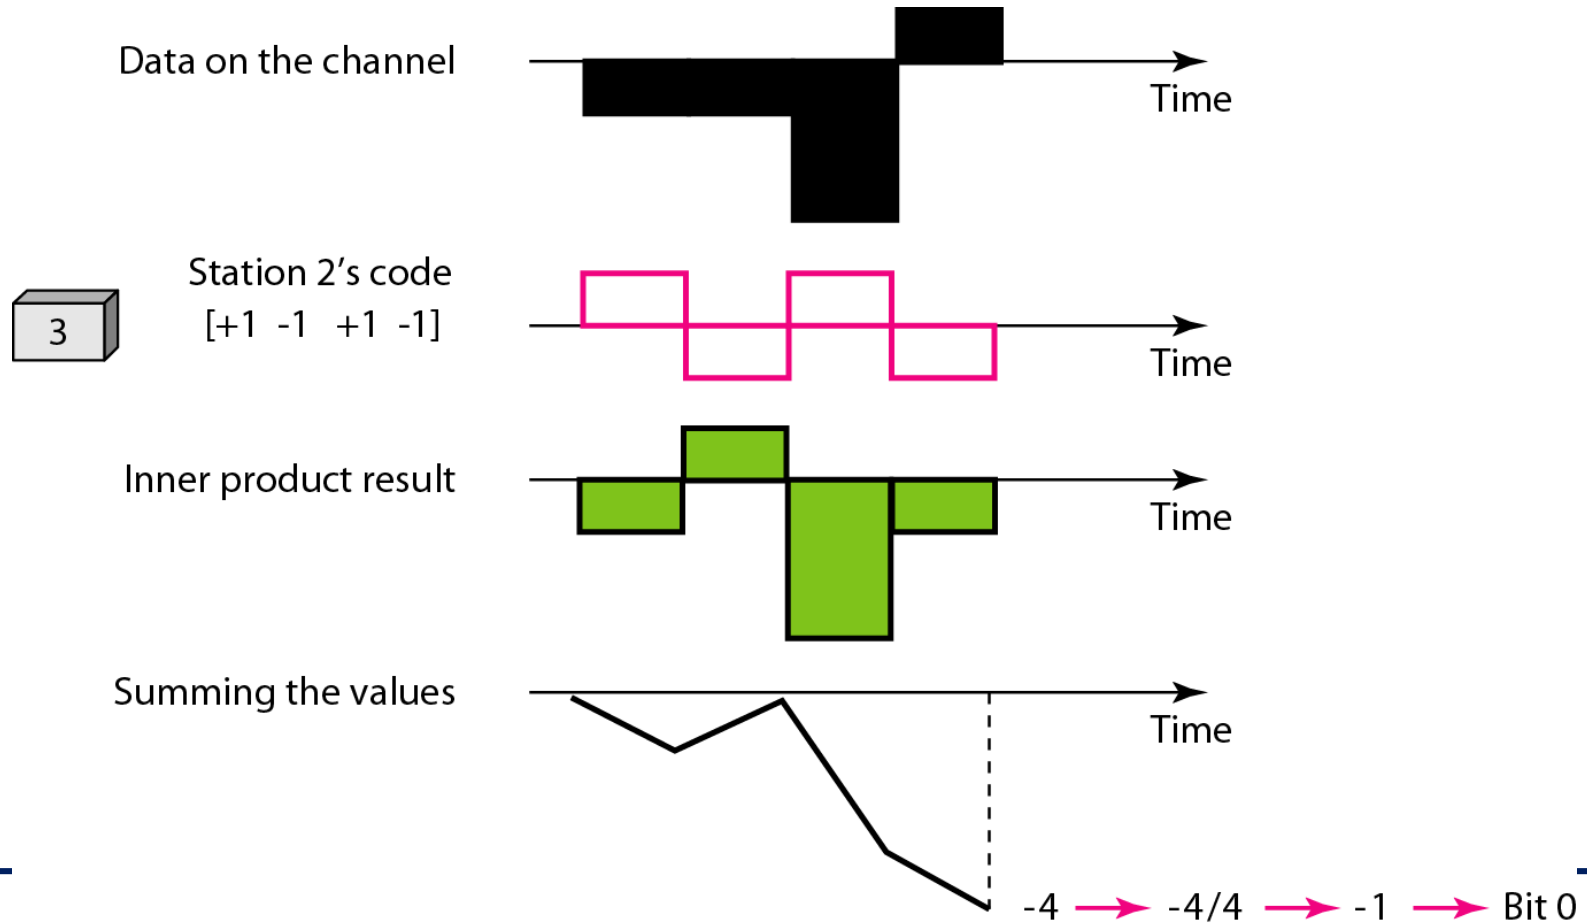 Data on the channel
Time
Station 2’s code
[+1 -1 +1 -1]
3
Time
Inner product result
Time
Summing the values
Time
-4 -4/4 -1 Bit 0